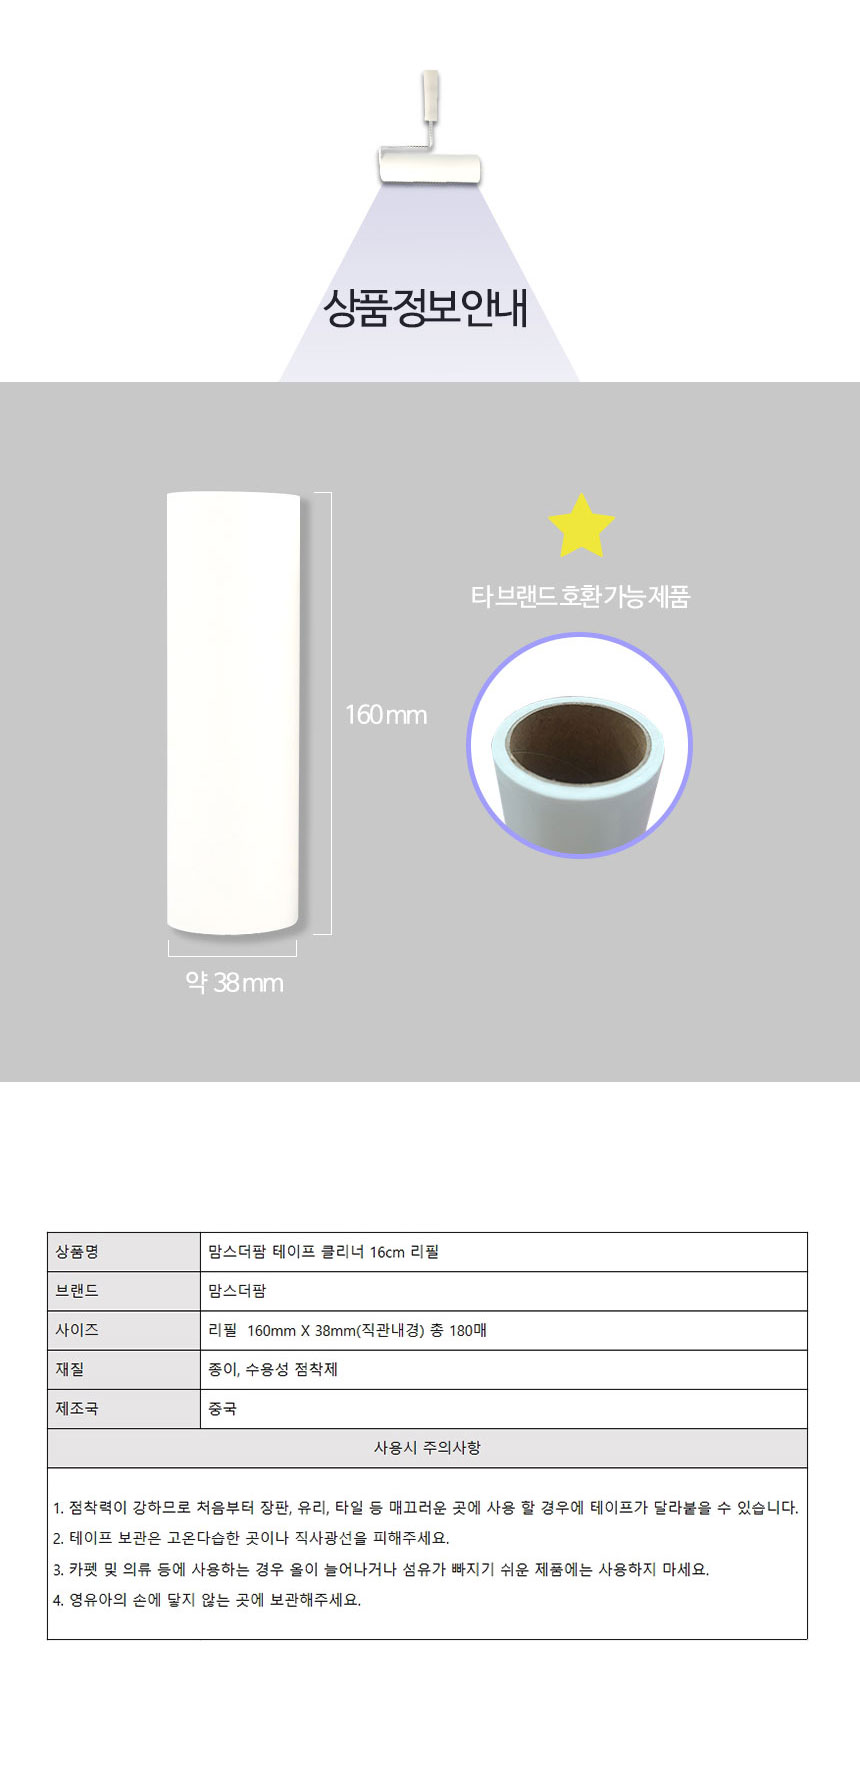 상품정보안내
타 브랜드 호환 가능 제품
160 mm
약 38 mm
상품명 맘스더팜 테이프 클리너 16cm 리필
브랜드 맘스더팜
사이즈 리필 160mm X 38mm(직관내경) 총 180매
재질 종이, 수용성 점착제
제조국 중국
사용시 주의사항
1. 점착력이 강하므로 처음부터 장판, 유리, 타일 등 매끄러운 곳에 사용 할 경우에 테이프가 달라붙을 수 있습니다.
2. 테이프 보관은 고온다습한 곳이나 직사광선을 피해주세요.
3. 카펫 및 의류 등에 사용하는 경우 올이 늘어나거나 섬유가 빠지기 쉬운 제품에는 사용하지 마세요.
4. 영유아의 손에 닿지 않는 곳에 보관해주세요.